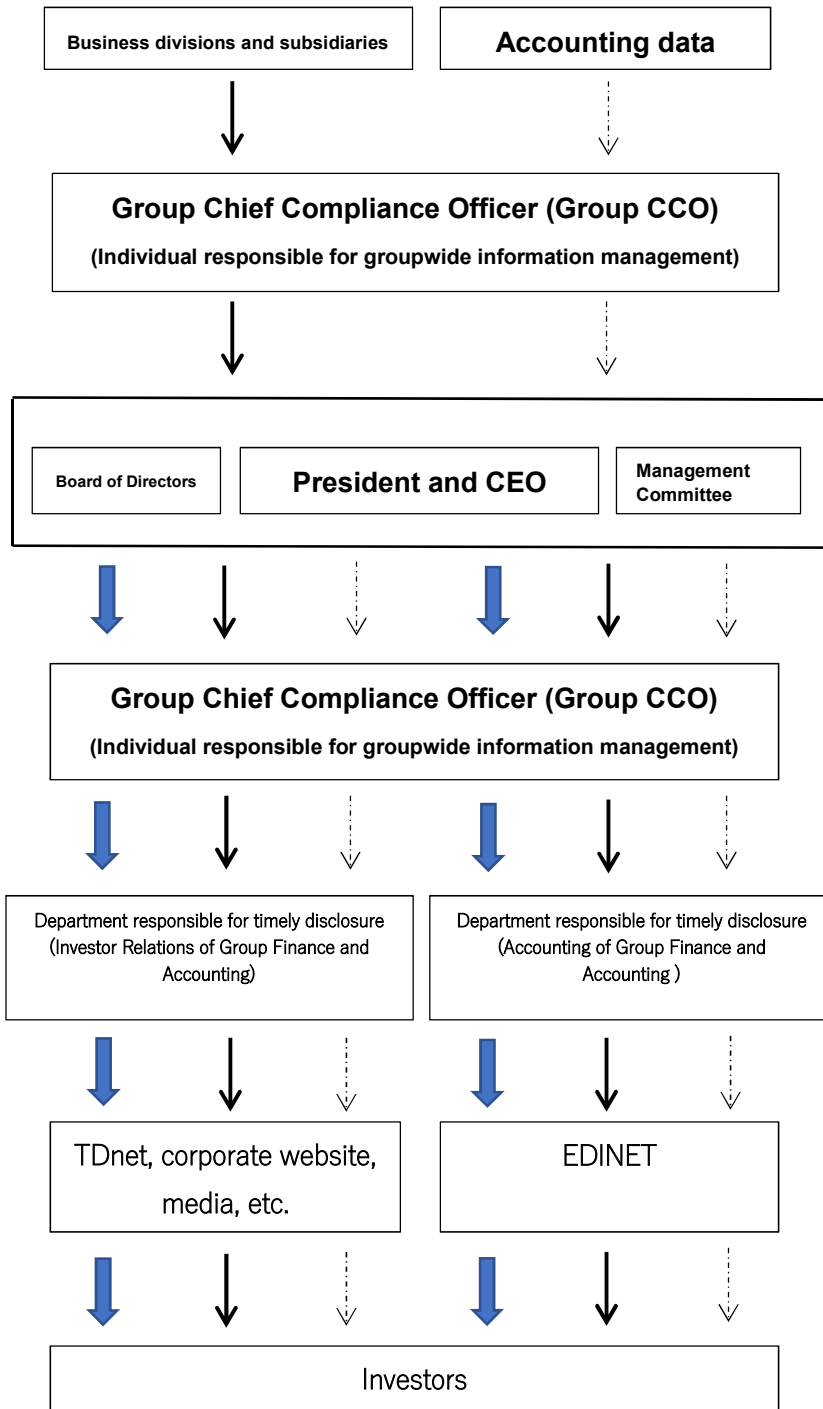 Business divisions and subsidiaries
Accounting data
Group Chief Compliance Officer (Group CCO)
(Individual responsible for groupwide information management)
Board of Directors
President and CEO
Management
Committee
Group Chief Compliance Officer (Group CCO)
(Individual responsible for groupwide information management)
Department responsible for timely disclosure
(Investor Relations of Group Finance and
Accounting)
Department responsible for timely disclosure
(Accounting of Group Finance and
Accounting )
TDnet, corporate website,
media, etc.
EDINET
Investors